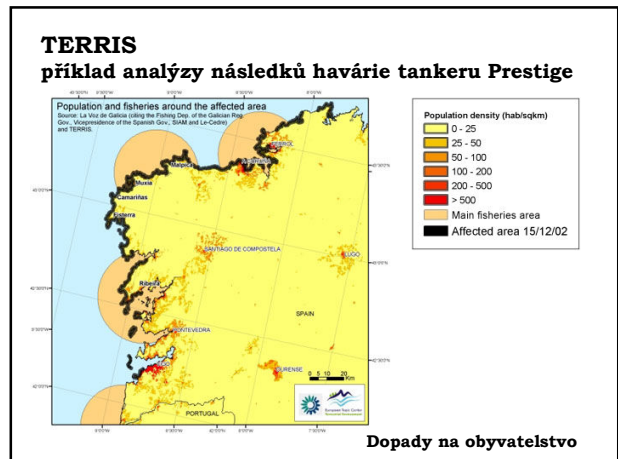 TERRIS
příklad analýzy následků havárie tankeru Prestige
Population and fisheries around the affected area
Source: La Voz de Galicia (citing the Fishing Dep. of the Galician Reg.
Gov., Vicepresidence of the Spanish Gov., SIAM and Le-Cedre)
and TERRIS.
FERROL
Malpica
Muxia
Camariñas
Fisterra
SANTIAGO DE COMPOSTELA
LUGO
Ribeira
SPAIN
PONTEVEDRA
OURENSE
0 5 10 20
Km
PORTUGAL
Population density (hab/sqkm)
0 - 25
25 - 50
50 - 100
100 - 200
200 - 500
> 500
Main fisheries area
Affected area 15/12/02
Dopady na obyvatelstvo